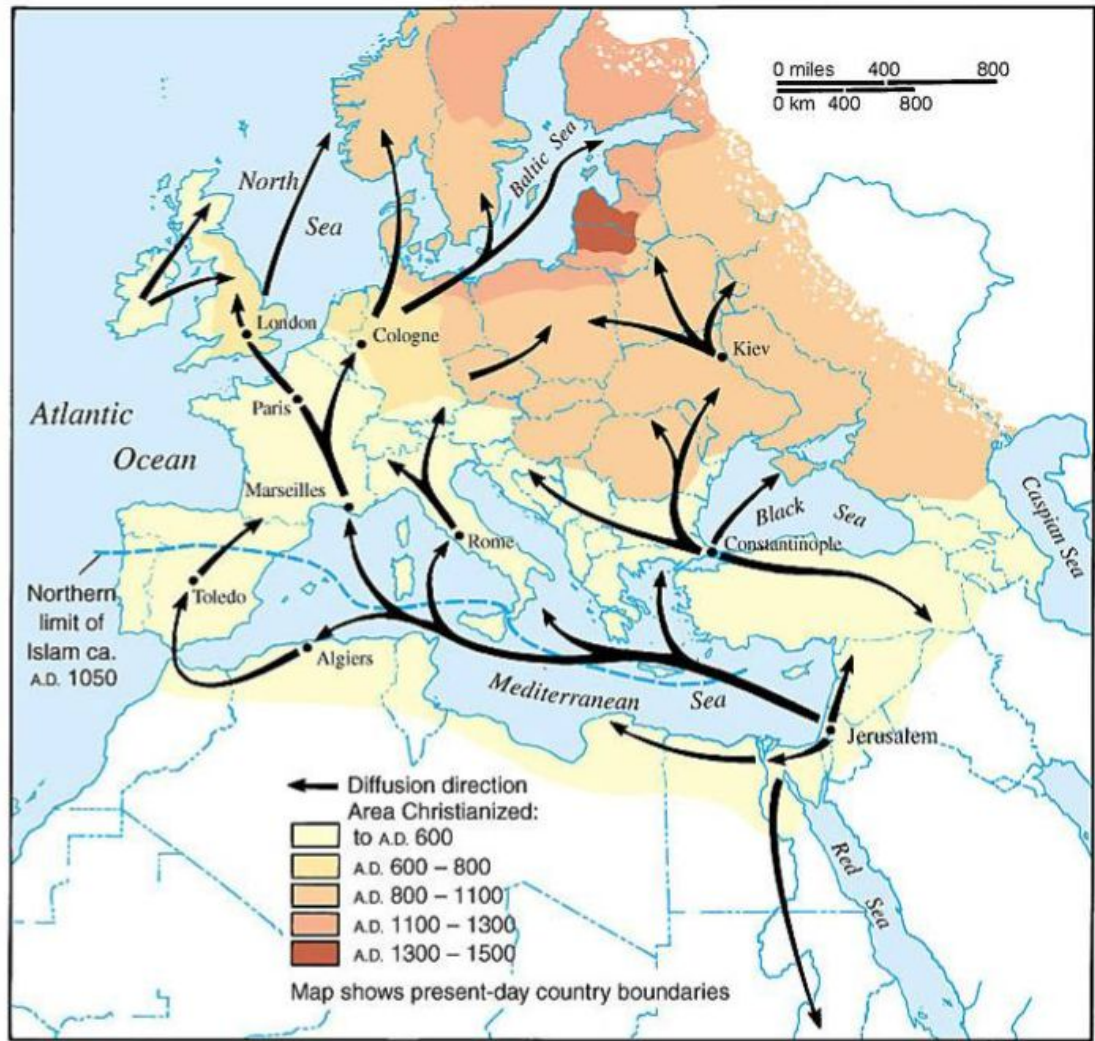 0 miles 400 800
0 km 400 800
North
Sea
Baltic Sea
London
Cologne
Kiev
Paris
Atlantic
Ocean
Marseilles
Black Sea
Caspian Sea
Rome
Constantinople
Northern
limit of
Islam ca.
A.D. 1050
Toledo
Algiers
Mediterranean
Sea
Jerusalem
Diffusion direction
Area Christianized:
to A.D. 600
A.D. 600 – 800
A.D. 800 – 1100
A.D. 1100 – 1300
A.D. 1300 – 1500
Red Sea
Map shows present-day country boundaries